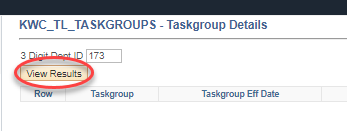 KWC_TL_TASKGROUPS - Taskgroup Details
3 Digit Dept ID 173
View Results
Row Taskgroup Taskgroup Eff Date